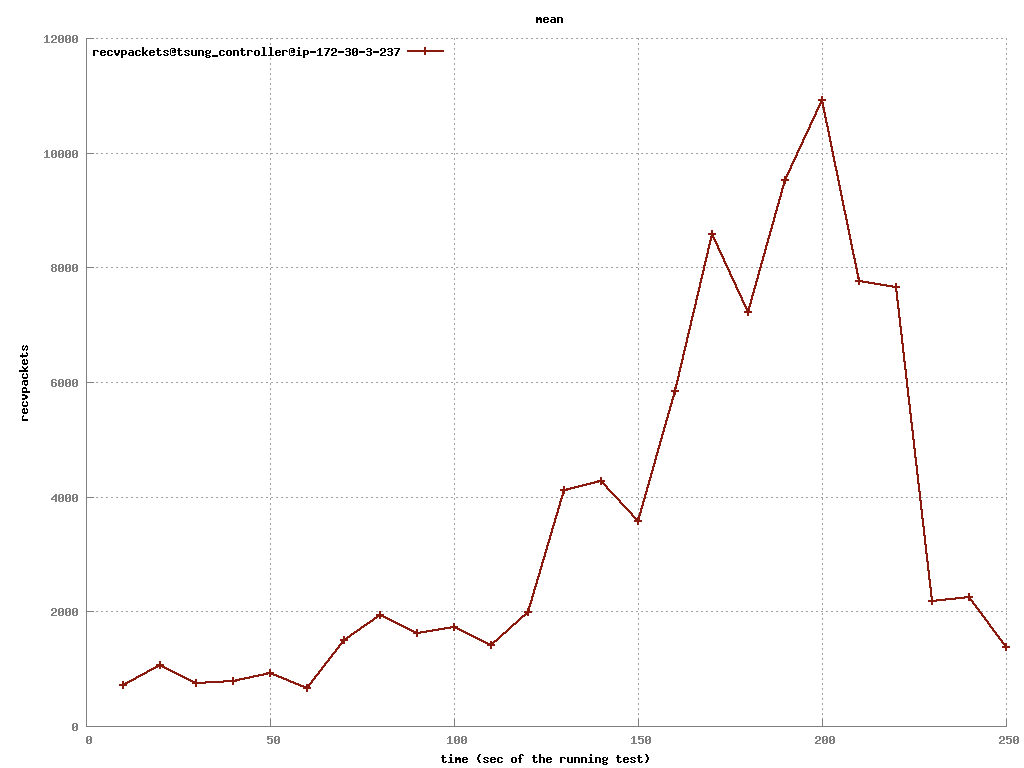 mean
12000
recvpackets@tsung_controller@ip-172-30-3-237
10000
8000
6000
recvpackets
4000
2000
0
0 50 100 150 200 250
time (sec of the running test)